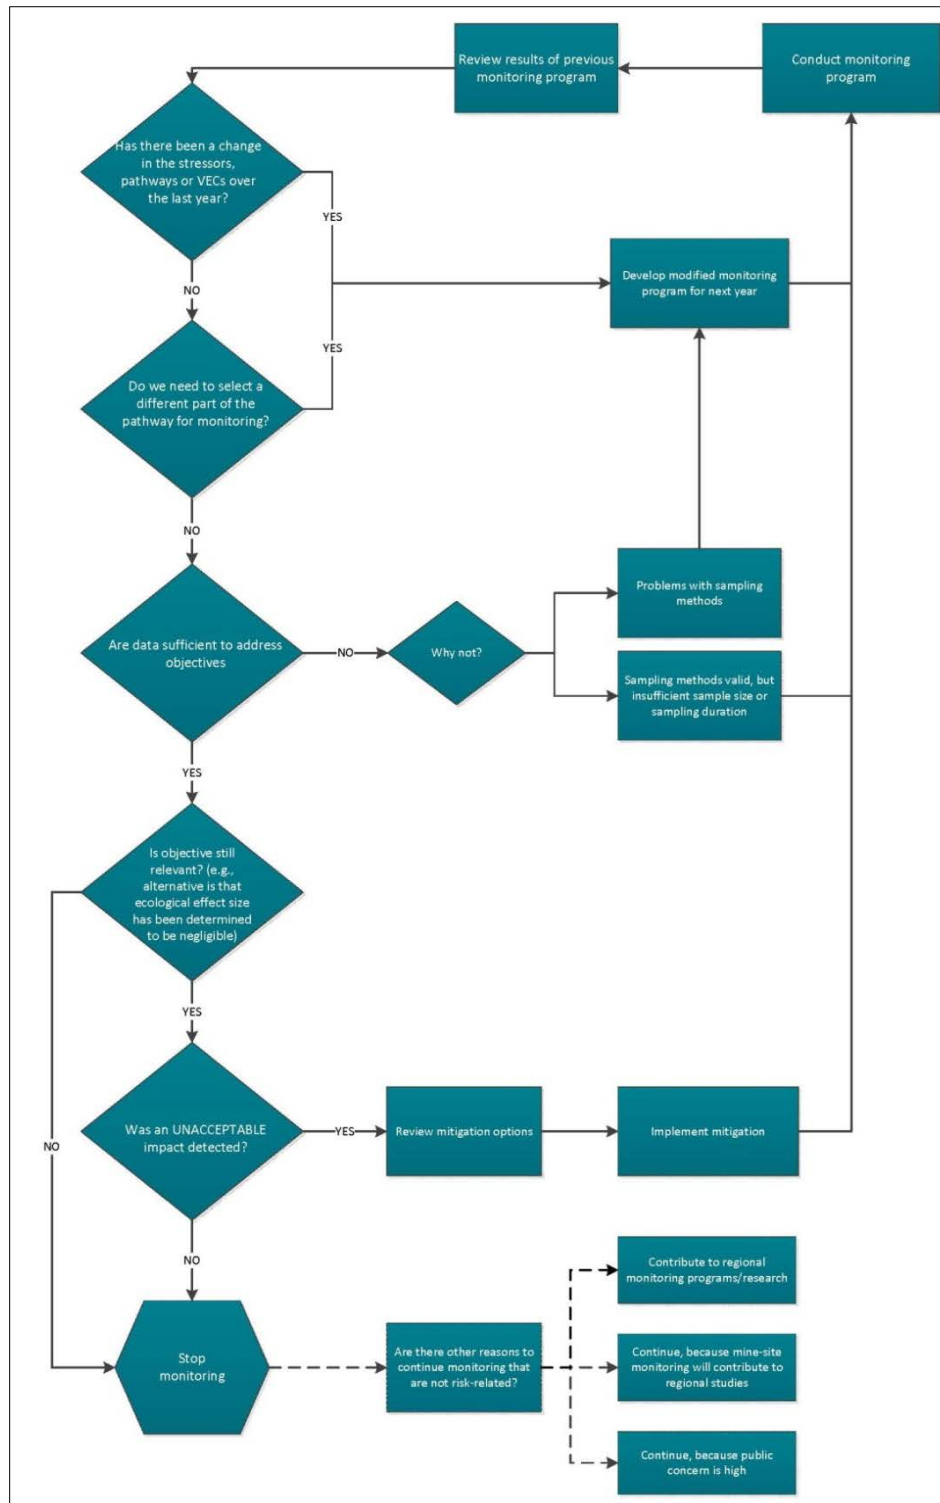 Review results of previous
monitoring program
Conduct monitoring
program
Has there been a change
in the stressors,
pathways or VECs over
the last year?
YES
NO
Develop modified monitoring
program for next year
YES
Do we need to select a
different part of the
pathway for monitoring?
NO
Problems with sampling
methods
Are data sufficient to address
objectives
NO
Why not?
Sampling methods valid, but
insufficient sample size or
sampling duration
YES
Is objective still
relevant? (e.g.,
alternative is that
ecological effect size
has been determined
to be negligible)
YES
NO
Was an UNACCEPTABLE
impact detected?
YES
Review mitigation options
Implement mitigation
NO
Stop
monitoring
Are there other reasons to
continue monitoring that
are not risk-related?
Contribute to regional
monitoring programs/research
Continue, because mine-site
monitoring will contribute to
regional studies
Continue, because public
concern is high